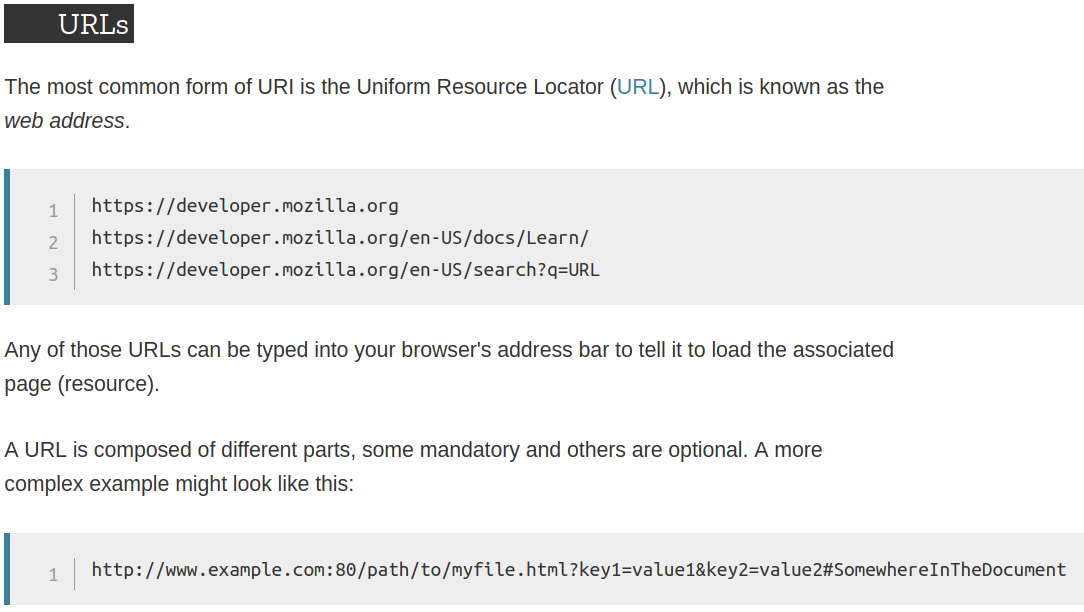 URLs
The most common form of URI is the Uniform Resource Locator (URL), which is known as the
web address.
1 https://developer.mozilla.org
2 https://developer.mozilla.org/en-US/docs/Learn/
3 https://developer.mozilla.org/en-US/search?q=URL
Any of those URLs can be typed into your browser's address bar to tell it to load the associated
page (resource).
A URL is composed of different parts, some mandatory and others are optional. A more
complex example might look like this:
1 http://www.example.com:80/path/to/myfile.html?key1=value1&key2=value2#SomewhereInTheDocument